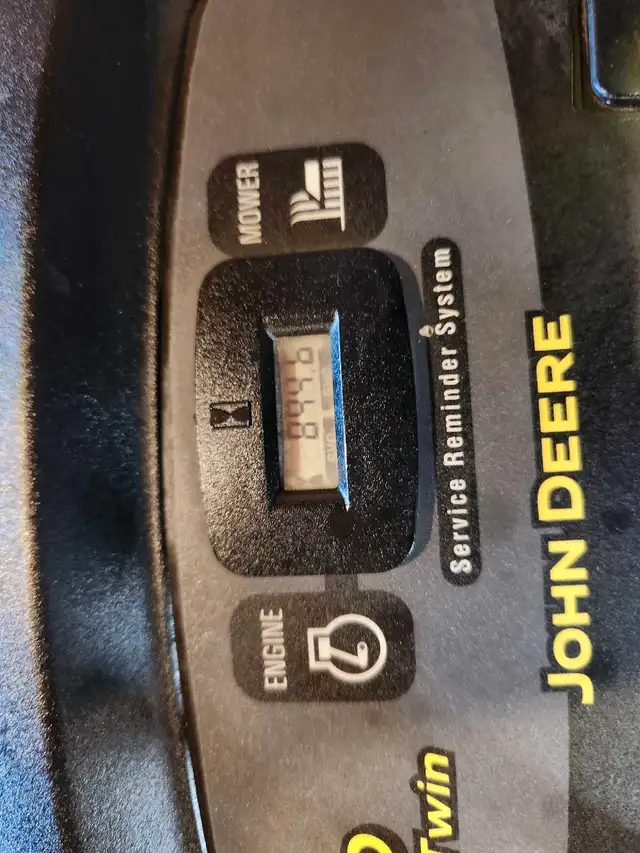 ENGINE
MOWER
Service Reminder System
JOHN DEERE
Twin